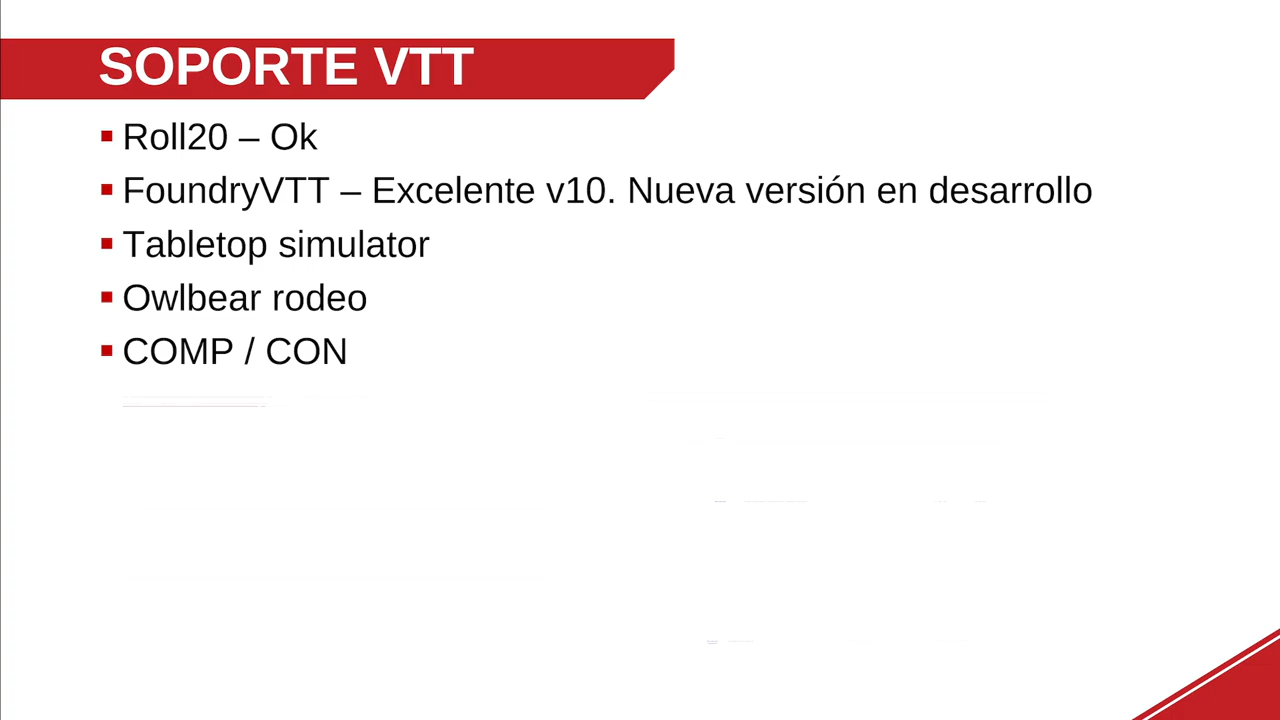 SOPORTE VTT
Roll20 – Ok
FoundryVTT – Excelente v10. Nueva versión en desarrollo
Tabletop simulator
Owlbear rodeo
COMP / CON